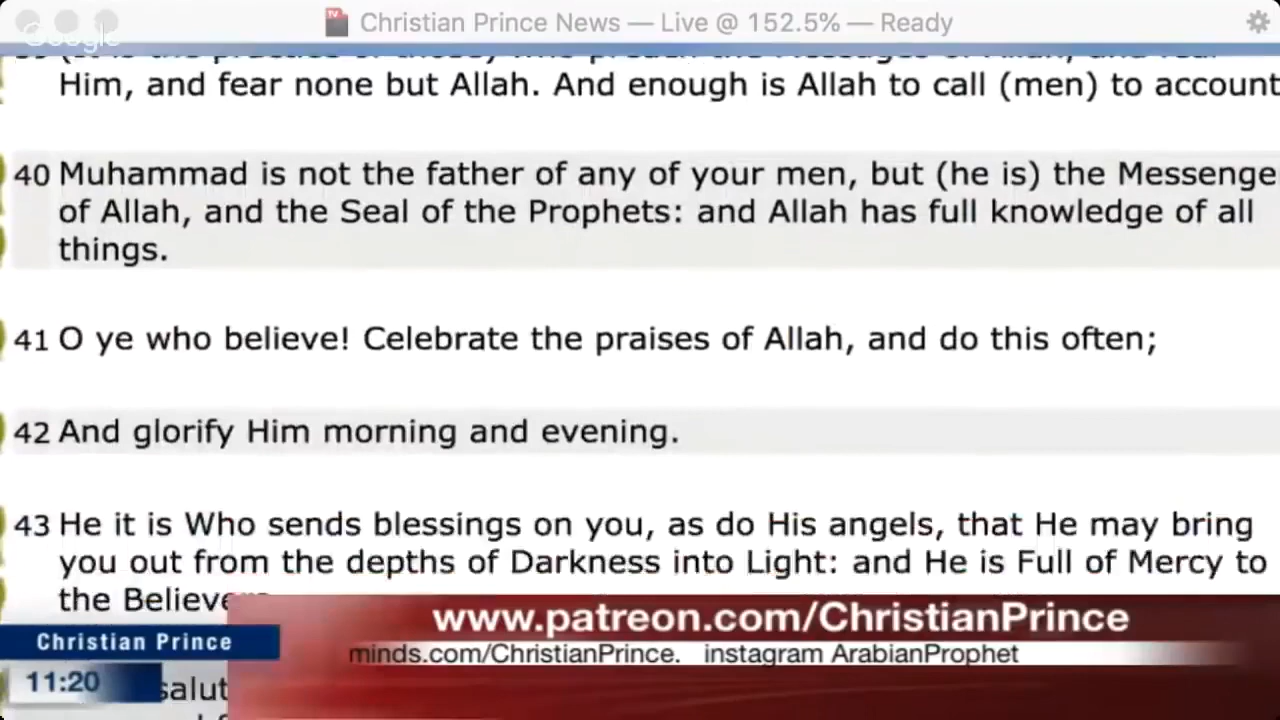 Christian Prince News — Live @ 152.5% — Ready
Google
Him, and fear none but Allah. And enough is Allah to call (men) to account
40 Muhammad is not the father of any of your men, but (he is) the Messenge
of Allah, and the Seal of the Prophets: and Allah has full knowledge of all
things.
41 O ye who believe! Celebrate the praises of Allah, and do this often;
42 And glorify Him morning and evening.
43 He it is Who sends blessings on you, as do His angels, that He may bring
you out from the depths of Darkness into Light: and He is Full of Mercy to
the Believe
www.patreon.com/ChristianPrince
Christian Prince
minds.com/ChristianPrince. instagram ArabianProphet
11:20
salut